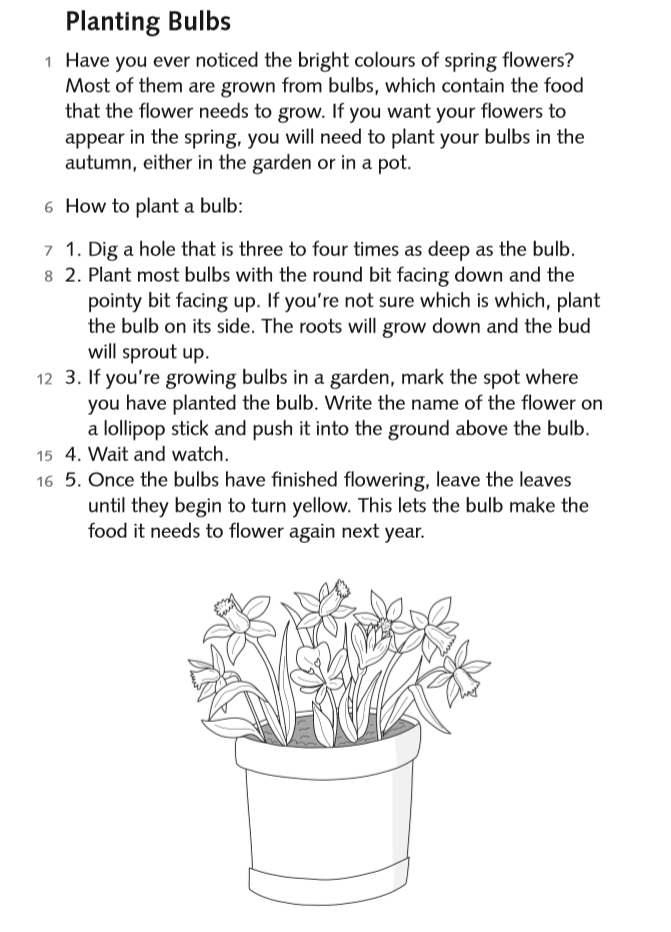 Planting Bulbs
1 Have you ever noticed the bright colours of spring flowers?
Most of them are grown from bulbs, which contain the food
that the flower needs to grow. If you want your flowers to
appear in the spring, you will need to plant your bulbs in the
autumn, either in the garden or in a pot.
6 How to plant a bulb:
7 1. Dig a hole that is three to four times as deep as the bulb.
8 2. Plant most bulbs with the round bit facing down and the
pointy bit facing up. If you’re not sure which is which, plant
the bulb on its side. The roots will grow down and the bud
will sprout up.
12 3. If you’re growing bulbs in a garden, mark the spot where
you have planted the bulb. Write the name of the flower on
a lollipop stick and push it into the ground above the bulb.
15 4. Wait and watch.
16 5. Once the bulbs have finished flowering, leave the leaves
until they begin to turn yellow. This lets the bulb make the
food it needs to flower again next year.